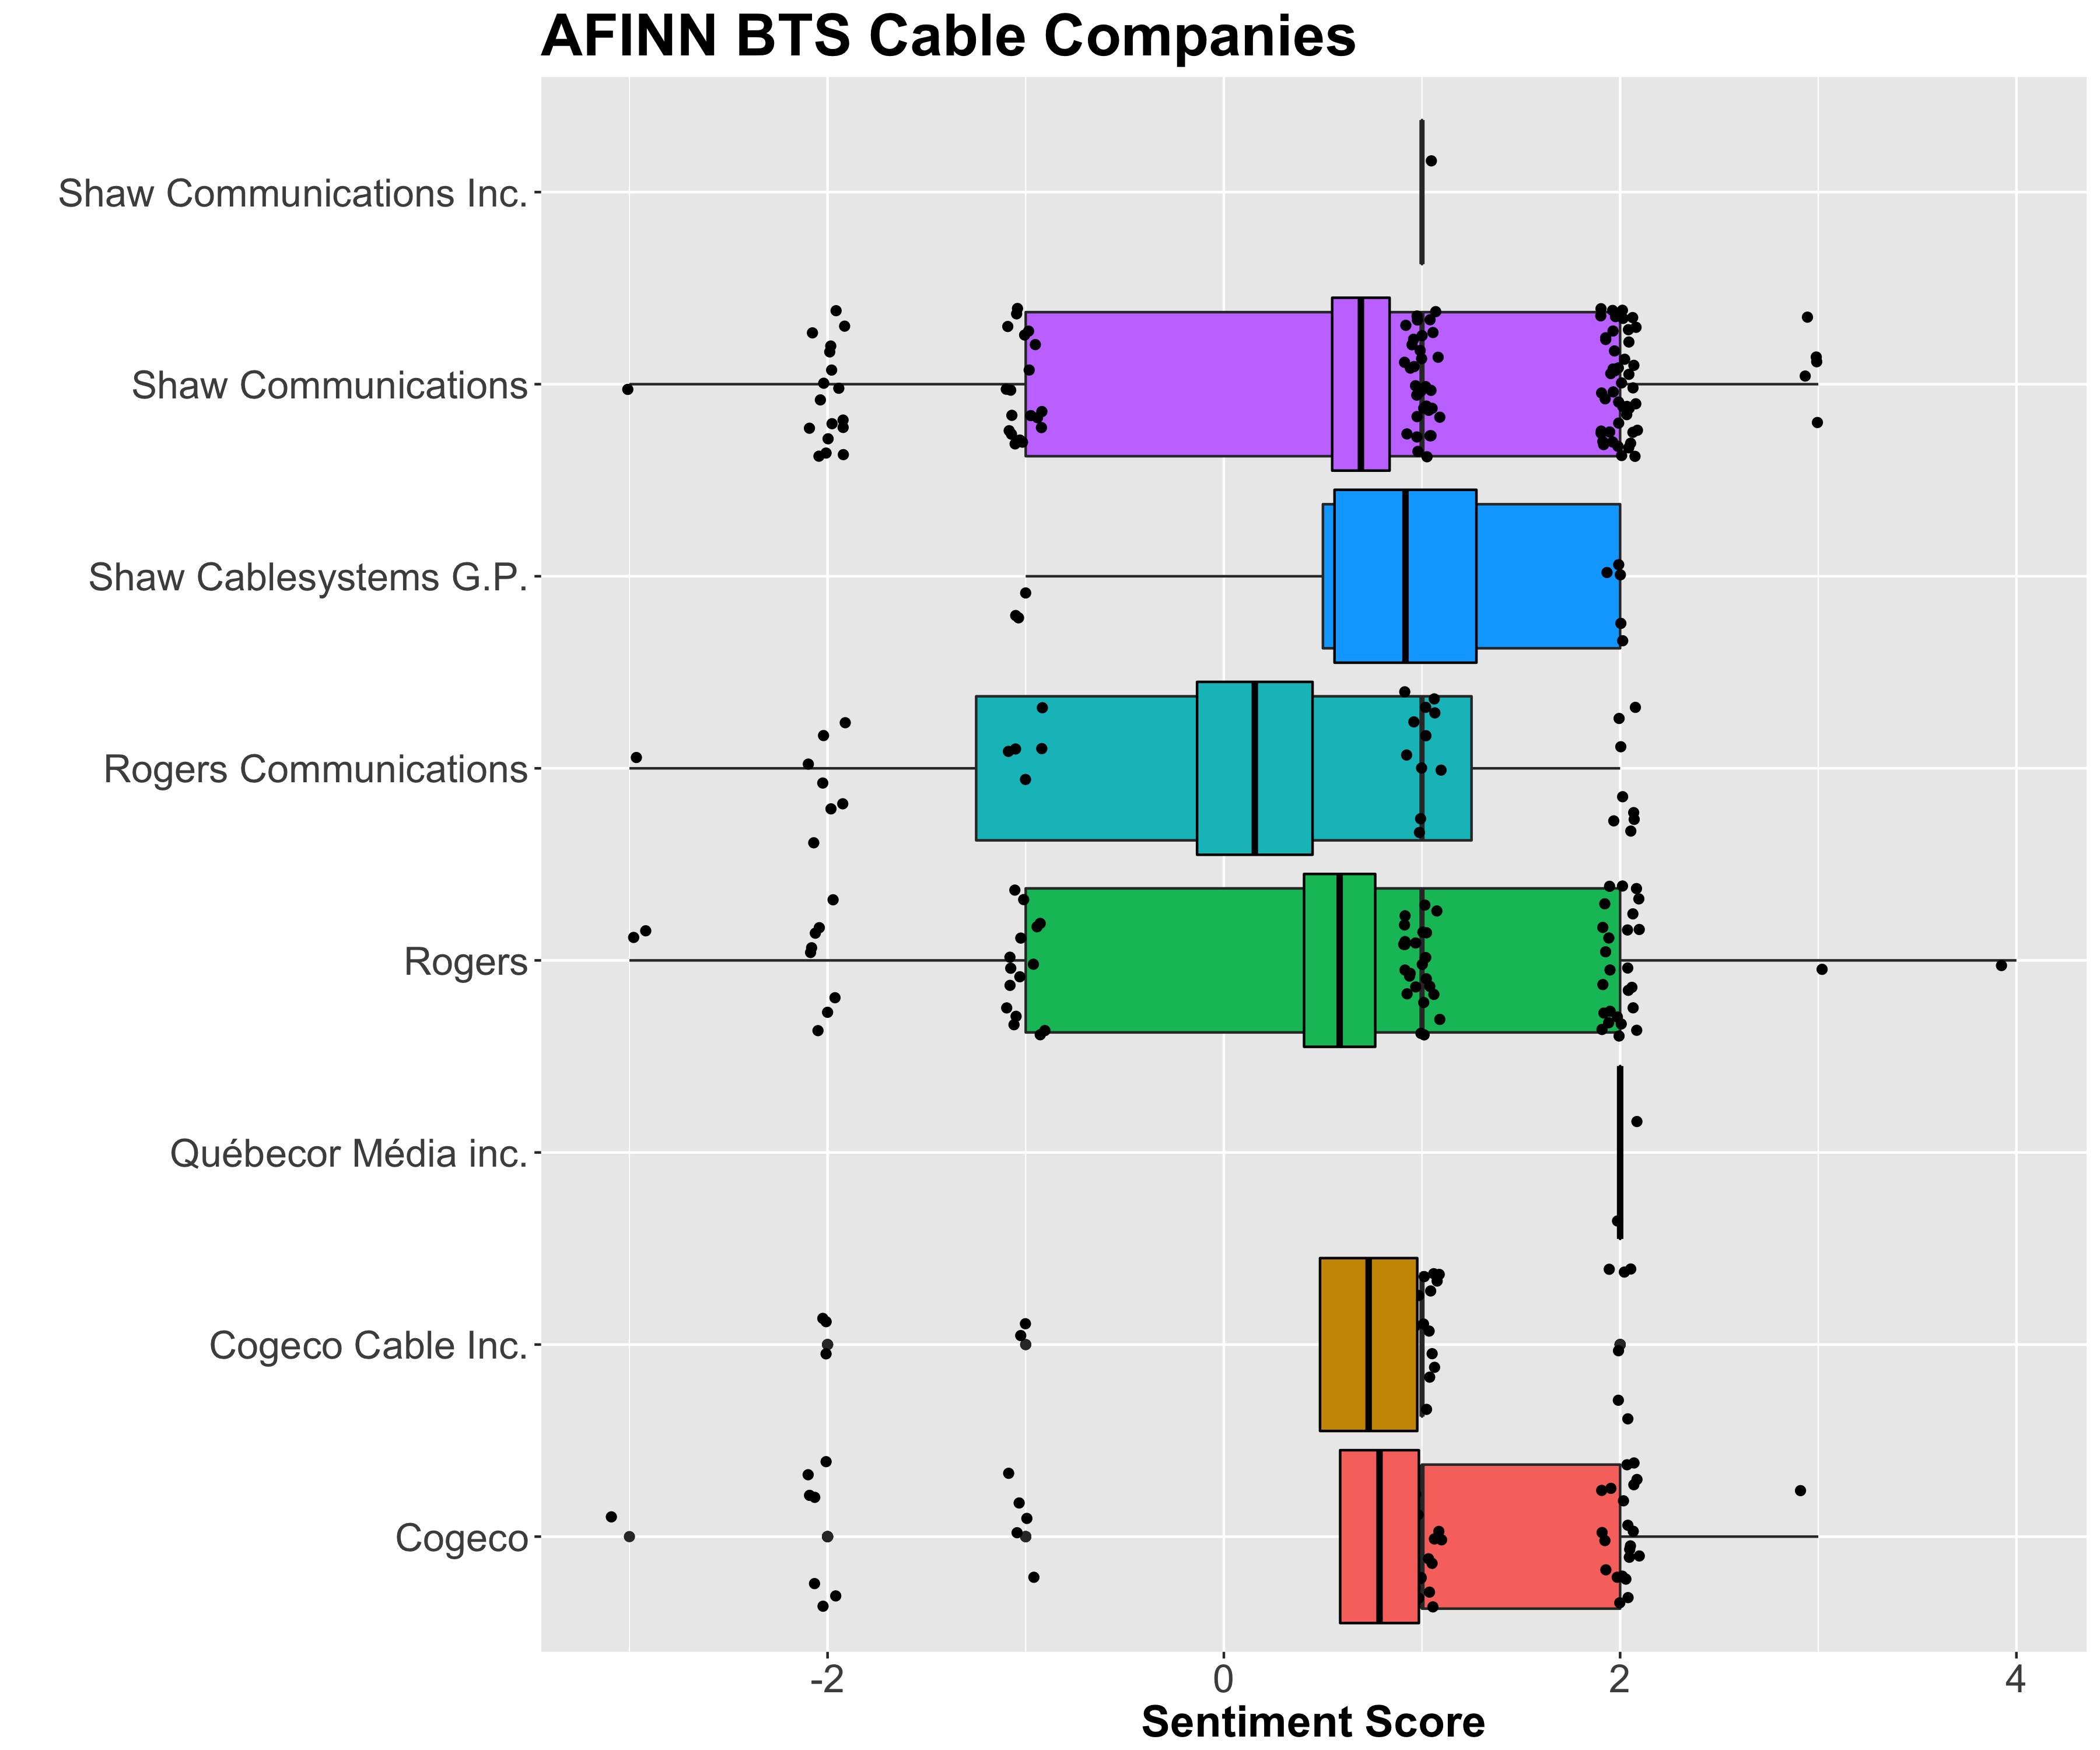 AFINN BTS Cable Companies
Shaw Communications Inc.
Shaw Communications
Shaw Cablesystems G.P.
Rogers Communications
Rogers
Québecor Média inc.
Cogeco Cable Inc.
Cogeco
-2 0 2 4
Sentiment Score